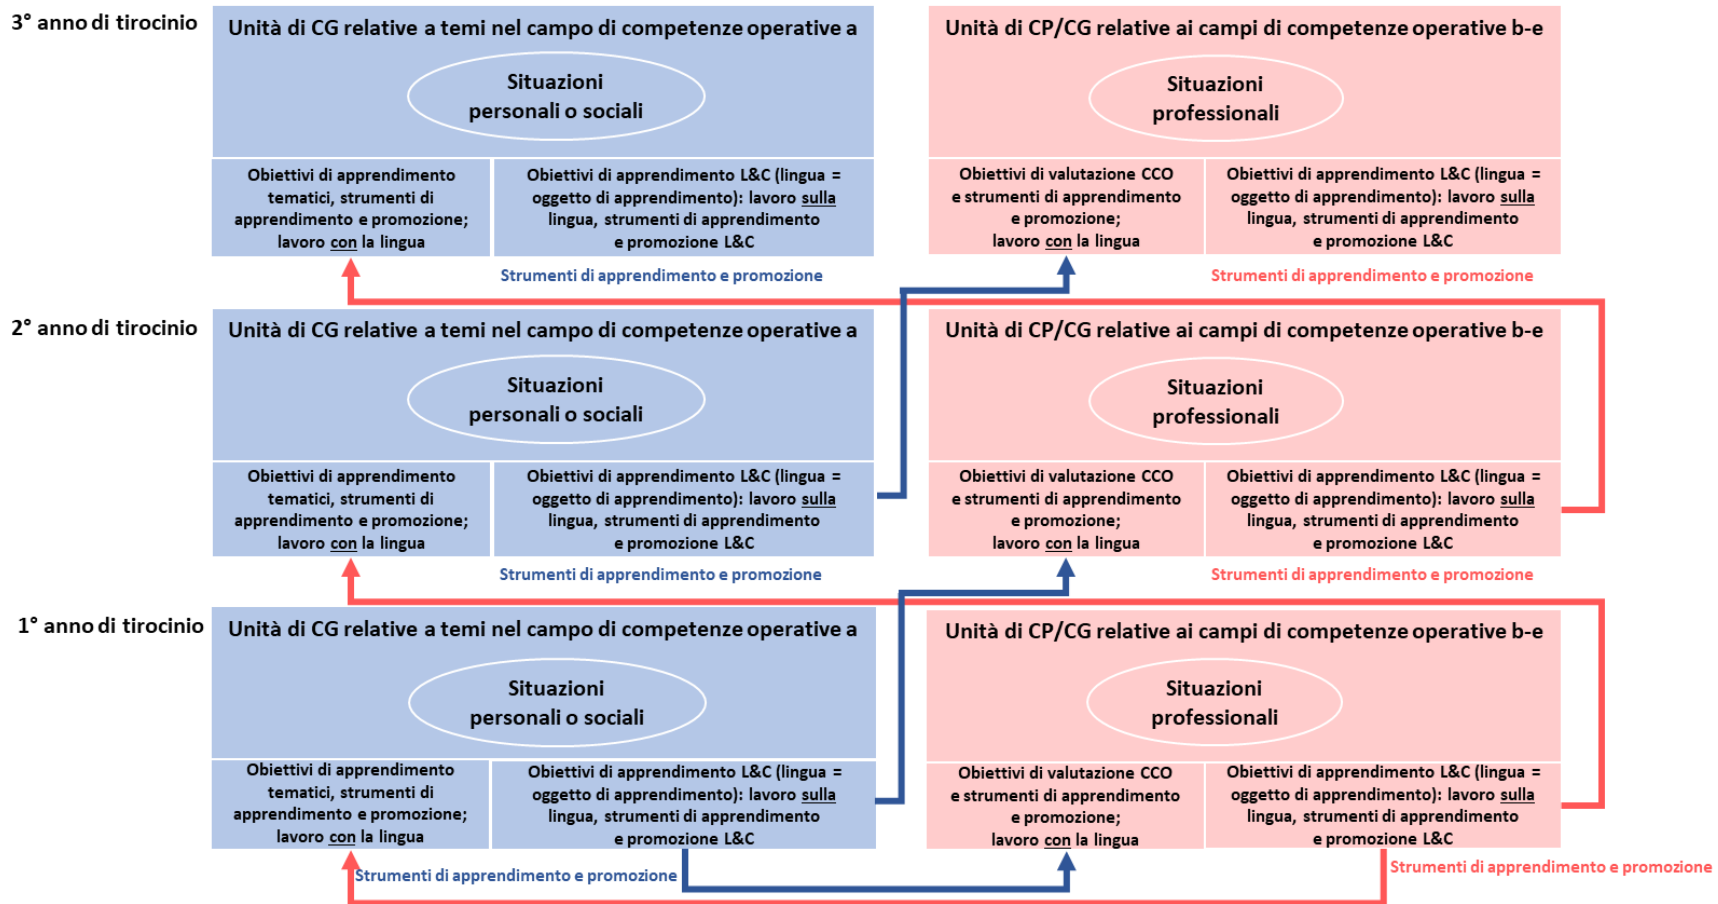 3° anno di tirocinio
Unità di CG relative a temi nel campo di competenze operative a
Situazioni
personali o sociali
Obiettivi di apprendimento
tematici, strumenti di
apprendimento e promozione;
lavoro con la lingua
Obiettivi di apprendimento L&C (lingua =
oggetto di apprendimento): lavoro sulla
lingua, strumenti di apprendimento
e promozione L&C
Strumenti di apprendimento e promozione
Unità di CP/CG relative ai campi di competenze operative b-e
Situazioni
professionali
Obiettivi di valutazione CCO
e strumenti di apprendimento
e promozione;
lavoro con la lingua
Obiettivi di apprendimento L&C (lingua =
oggetto di apprendimento): lavoro sulla
lingua, strumenti di apprendimento
e promozione L&C
Strumenti di apprendimento e promozione
2° anno di tirocinio
Unità di CG relative a temi nel campo di competenze operative a
Situazioni
personali o sociali
Obiettivi di apprendimento
tematici, strumenti di
apprendimento e promozione;
lavoro con la lingua
Obiettivi di apprendimento L&C (lingua =
oggetto di apprendimento): lavoro sulla
lingua, strumenti di apprendimento
e promozione L&C
Strumenti di apprendimento e promozione
Unità di CP/CG relative ai campi di competenze operative b-e
Situazioni
professionali
Obiettivi di valutazione CCO
e strumenti di apprendimento
e promozione;
lavoro con la lingua
Obiettivi di apprendimento L&C (lingua =
oggetto di apprendimento): lavoro sulla
lingua, strumenti di apprendimento
e promozione L&C
Strumenti di apprendimento e promozione
1° anno di tirocinio
Unità di CG relative a temi nel campo di competenze operative a
Situazioni
personali o sociali
Obiettivi di apprendimento
tematici, strumenti di
apprendimento e promozione;
lavoro con la lingua
Obiettivi di apprendimento L&C (lingua =
oggetto di apprendimento): lavoro sulla
lingua, strumenti di apprendimento
e promozione L&C
Strumenti di apprendimento e promozione
Unità di CP/CG relative ai campi di competenze operative b-e
Situazioni
professionali
Obiettivi di valutazione CCO
e strumenti di apprendimento
e promozione;
lavoro con la lingua
Obiettivi di apprendimento L&C (lingua =
oggetto di apprendimento): lavoro sulla
lingua, strumenti di apprendimento
e promozione L&C
Strumenti di apprendimento e promozione